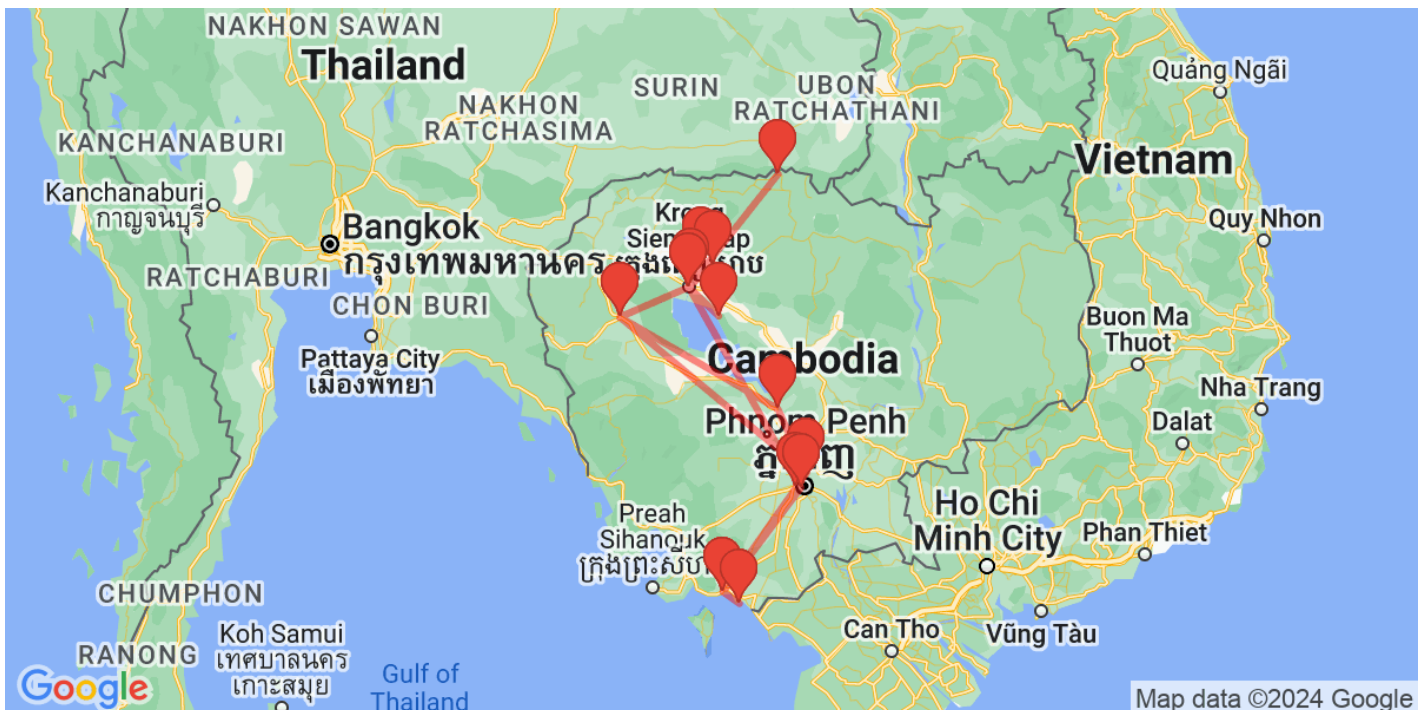 NAKHON SAWAN
Thailand
SURIN
UBON
RATCHATHANI
Quảng Ngãi
NAKHON
RATCHASIMA
KANCHANABURI
Vietnam
Kanchanaburi
กาญจนบุรี
Bangkok
กรุงเทพมหานคร
Quy Nhon
RATCHABURI
CHON BURI
Pattaya City
เมืองพัทยา
Buon Ma
Thuot
Cambodia
Nha Trang
Phnom Penh
Dalat
Ho Chi
Minh City
Preah
Sihanouk
Phan Thiet
CHUMPHON
Koh Samui
เทศบาลนคร
เกาะสมุย
RANONG
Can Tho
Vũng Tàu
Gulf of
Thailand
Google
Map data ©2024 Google